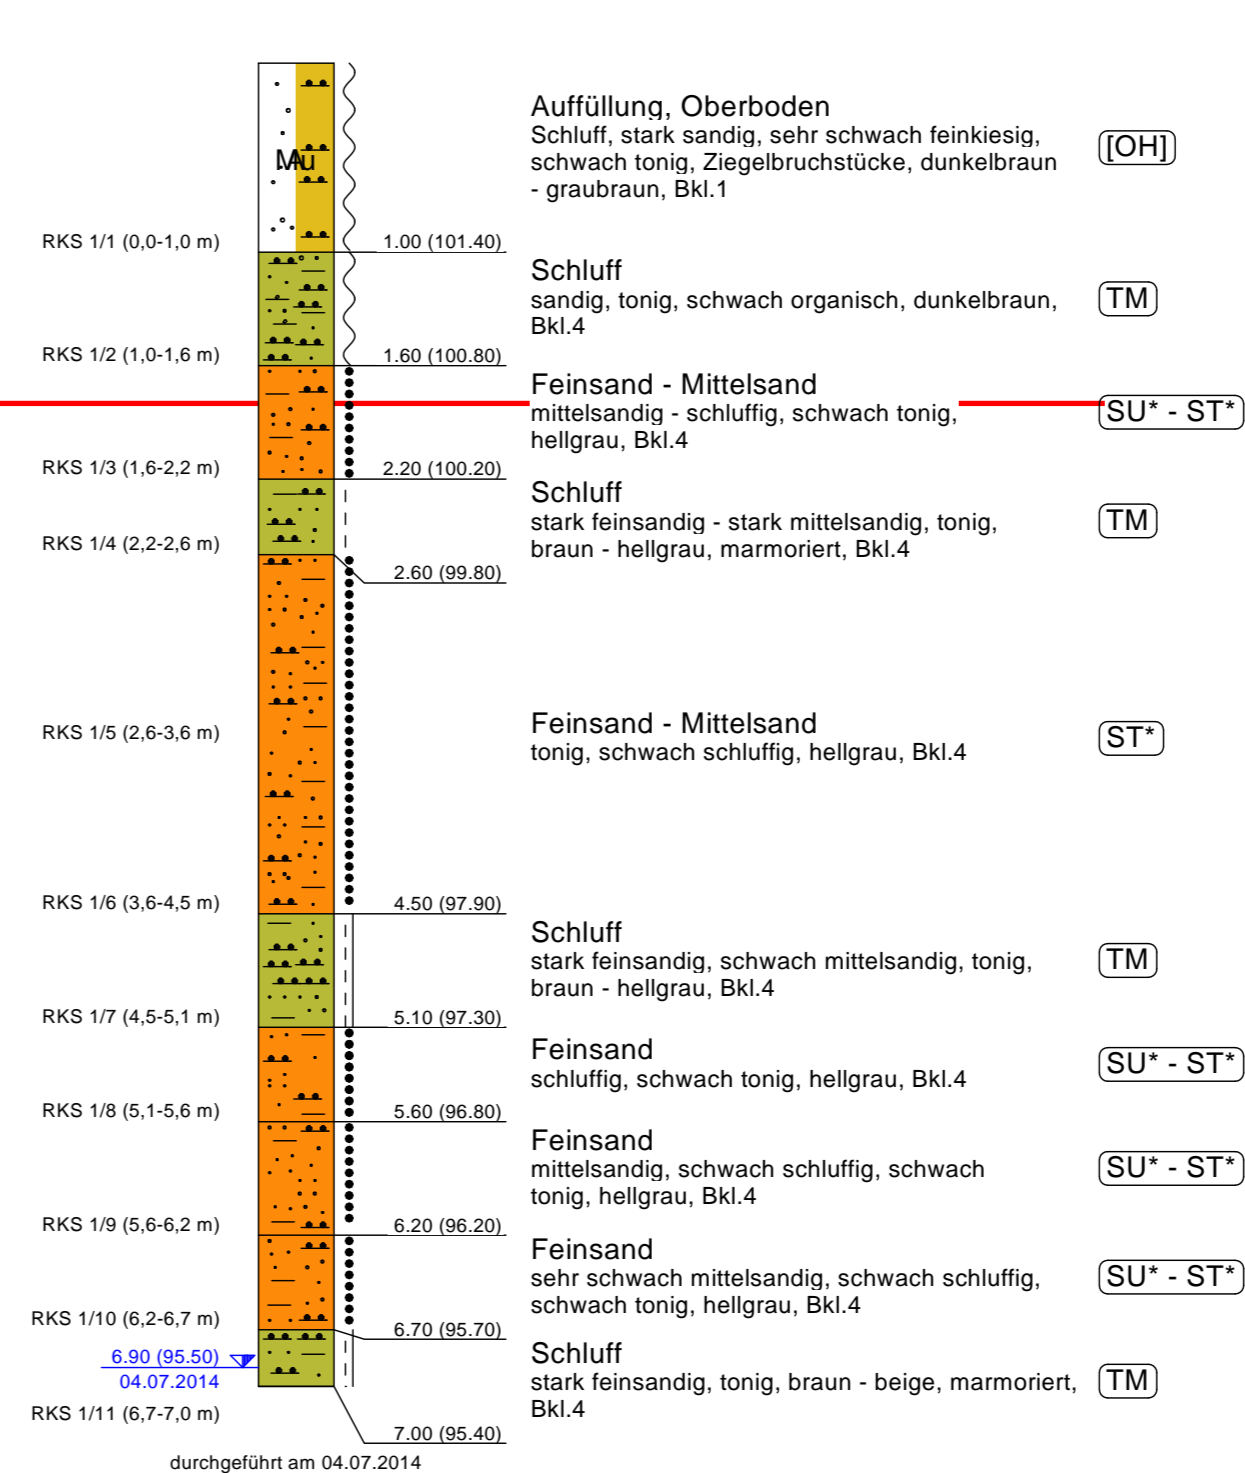 Auffüllung, Oberboden
Schluff, stark sandig, sehr schwach feinkiesig,
schwach tonig, Ziegelbruchstücke, dunkelbraun
- graubraun, Bkl.1
[OH]
Mu
A
RKS 1/1 (0,0-1,0 m)
1.00 (101.40)
Schluff
sandig, tonig, schwach organisch, dunkelbraun,
Bkl.4
TM
RKS 1/2 (1,0-1,6 m)
1.60 (100.80)
Feinsand - Mittelsand
mittelsandig - schluffig, schwach tonig,
hellgrau, Bkl.4
SU* - ST*
RKS 1/3 (1,6-2,2 m)
2.20 (100.20)
Schluff
stark feinsandig - stark mittelsandig, tonig,
braun - hellgrau, marmoriert, Bkl.4
TM
RKS 1/4 (2,2-2,6 m)
2.60 (99.80)
Feinsand - Mittelsand
tonig, schwach schluffig, hellgrau, Bkl.4
ST*
RKS 1/5 (2,6-3,6 m)
RKS 1/6 (3,6-4,5 m)
4.50 (97.90)
Schluff
stark feinsandig, schwach mittelsandig, tonig,
braun - hellgrau, Bkl.4
TM
RKS 1/7 (4,5-5,1 m)
5.10 (97.30)
Feinsand
schluffig, schwach tonig, hellgrau, Bkl.4
SU* - ST*
RKS 1/8 (5,1-5,6 m)
5.60 (96.80)
Feinsand
mittelsandig, schwach schluffig, schwach
tonig, hellgrau, Bkl.4
SU* - ST*
RKS 1/9 (5,6-6,2 m)
6.20 (96.20)
Feinsand
sehr schwach mittelsandig, schwach schluffig,
schwach tonig, hellgrau, Bkl.4
SU* - ST*
RKS 1/10 (6,2-6,7 m)
6.70 (95.70)
6.90 (95.50)
04.07.2014
Schluff
stark feinsandig, tonig, braun - beige, marmoriert,
Bkl.4
TM
RKS 1/11 (6,7-7,0 m)
7.00 (95.40)
durchgeführt am 04.07.2014